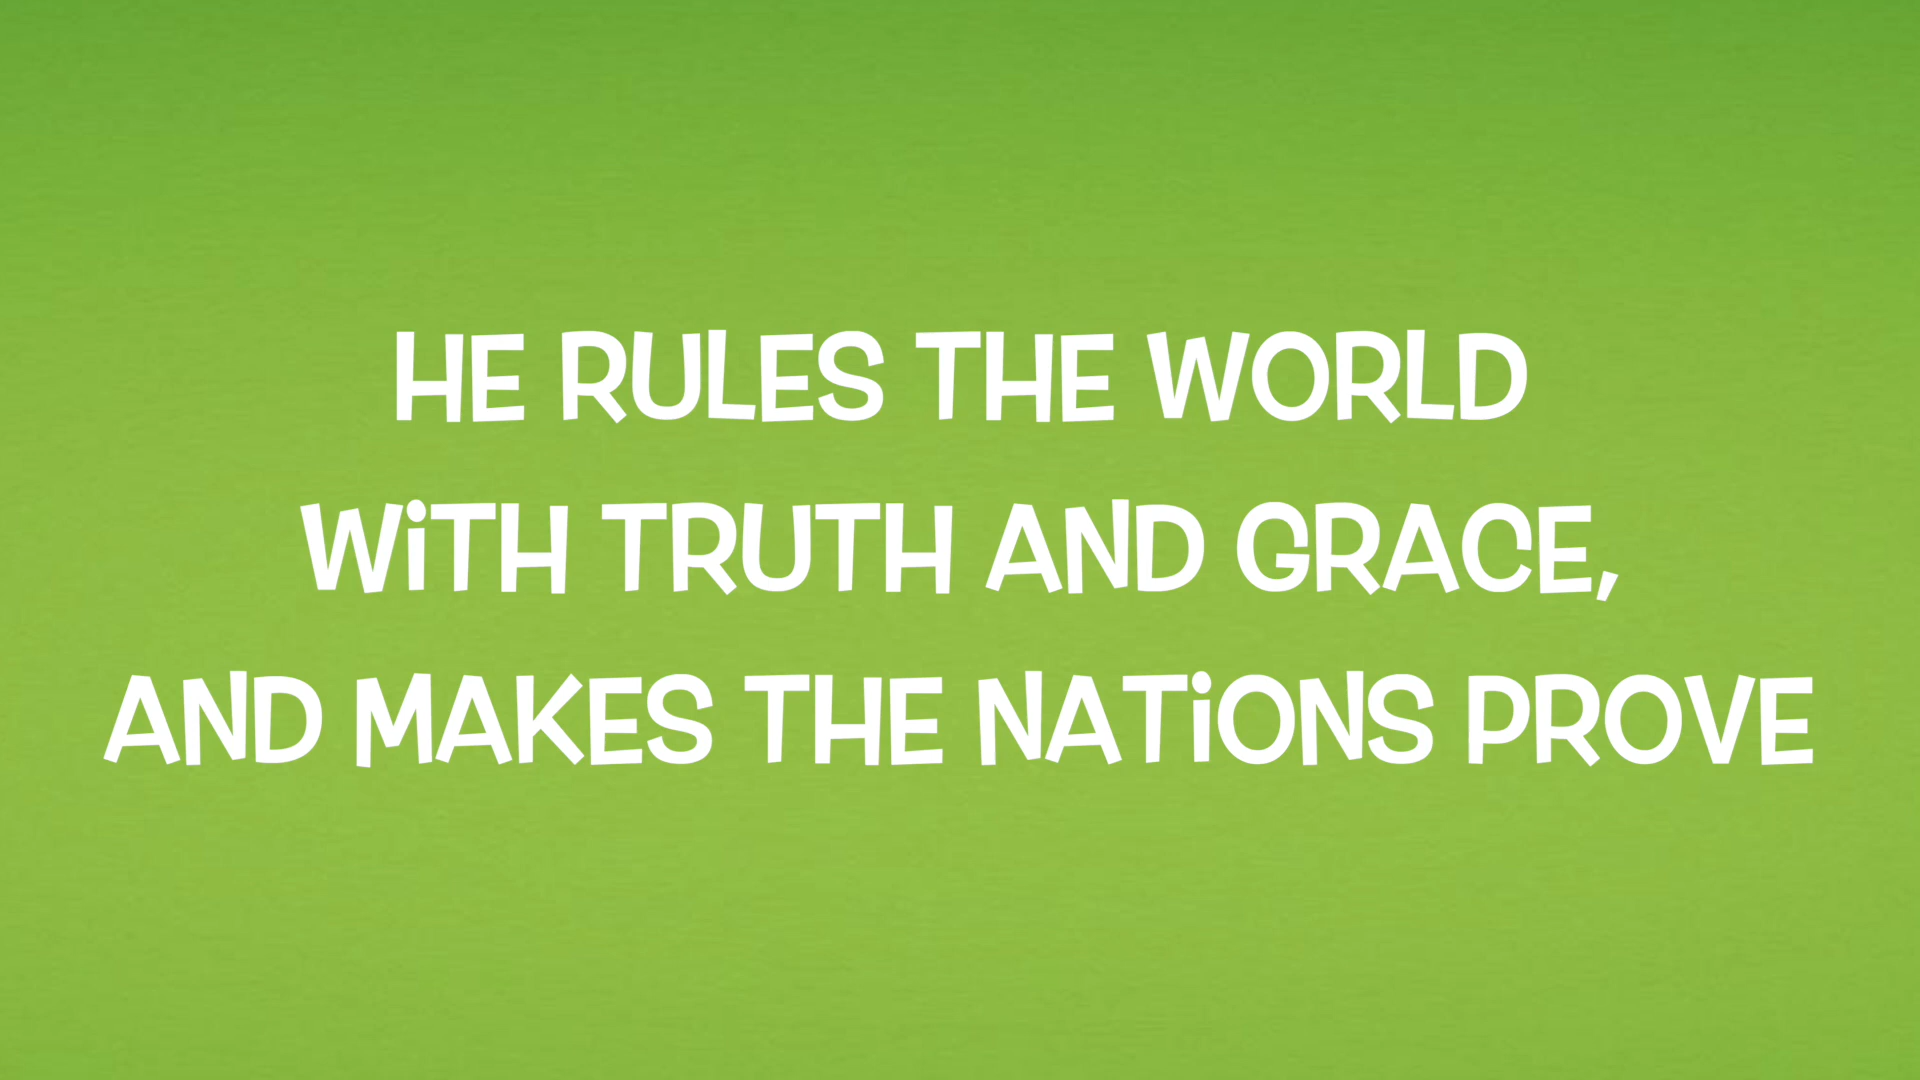 HE RULES THE WORLD
WiTH TRUTH AND GRACE,
AND MAKES THE NATiONS PROVE